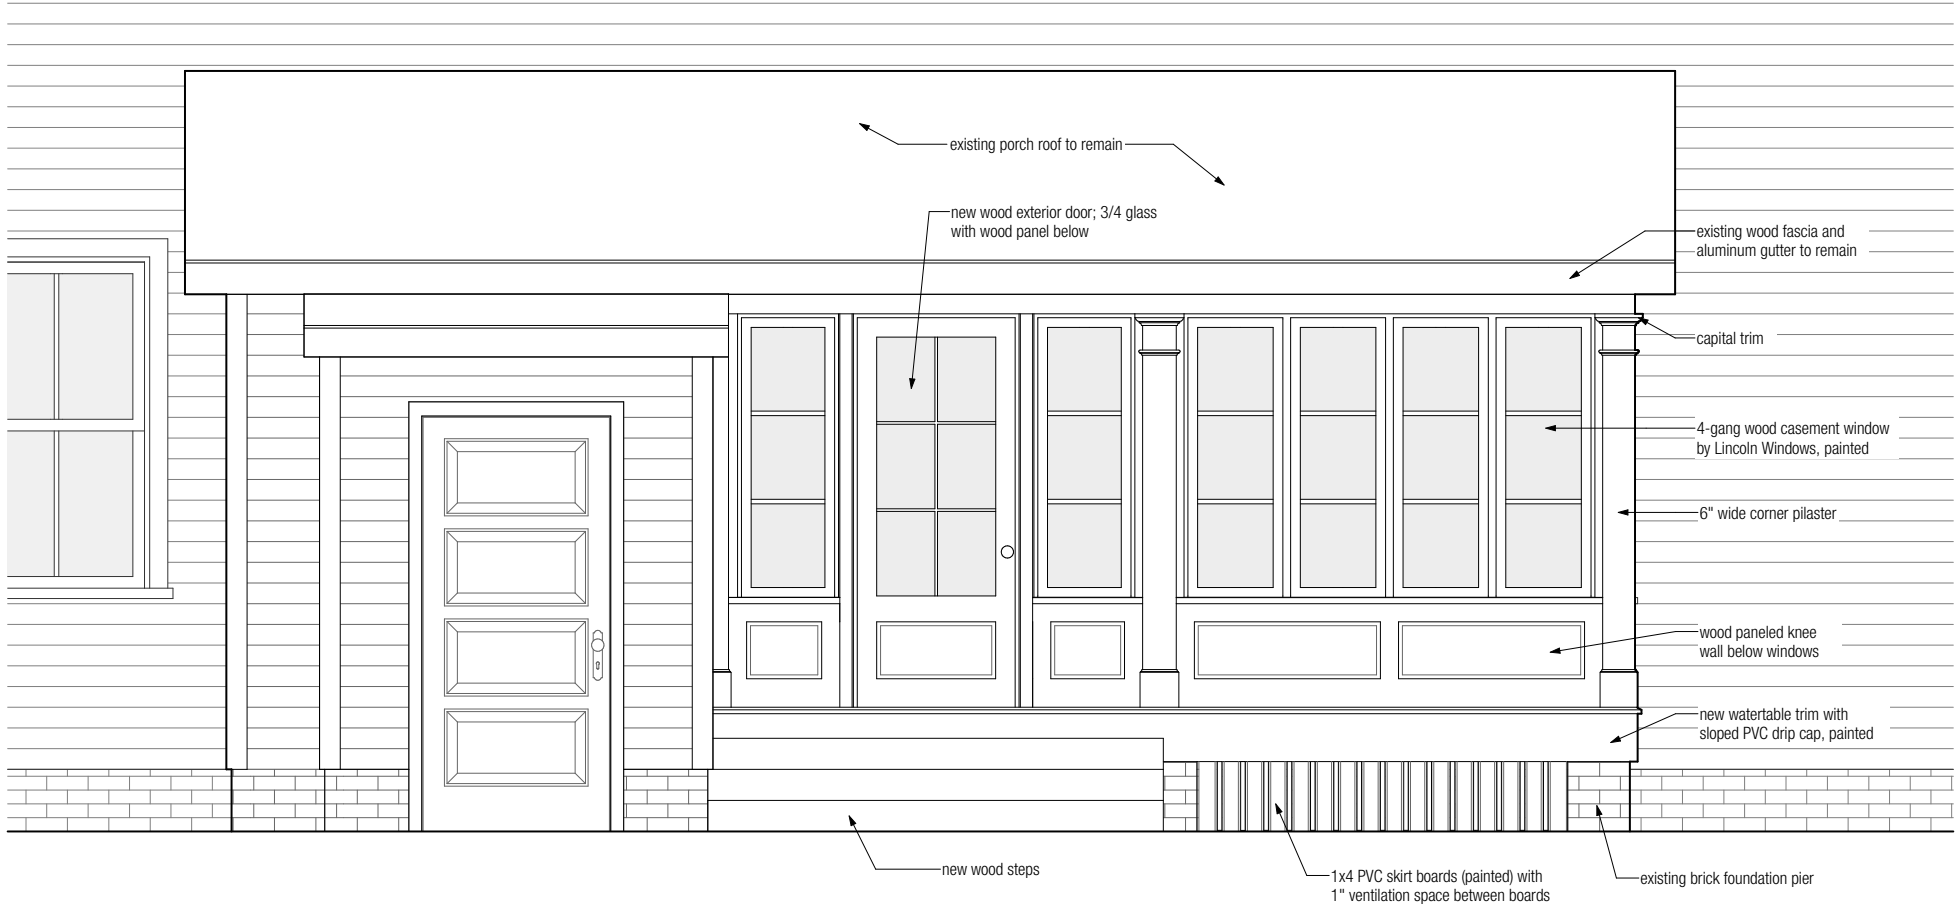 existing porch roof to remain
new wood exterior door; 3/4 glass
with wood panel below
existing wood fascia and
aluminum gutter to remain
capital trim
4-gang wood casement window
by Lincoln Windows, painted
6" wide corner pilaster
wood paneled knee
wall below windows
new watertable trim with
sloped PVC drip cap, painted
new wood steps
1x4 PVC skirt boards (painted) with
1" ventilation space between boards
existing brick foundation pier